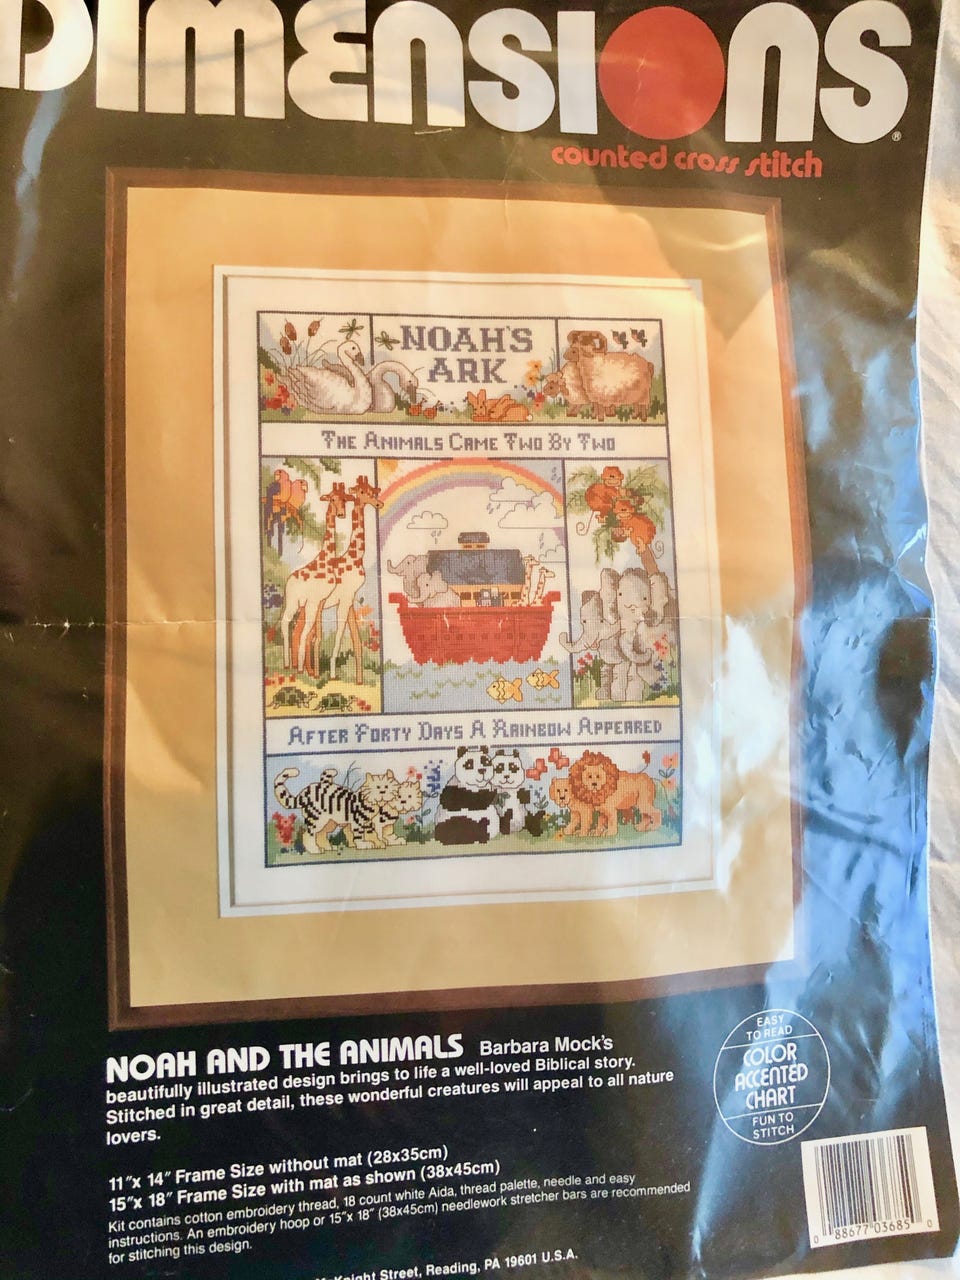 DIMENSIONS®
counted cross stitch
NOAH'S
ARK
THE ANIMALS CAME TWO BY TWO
AFTER FORTY DAYS A RAINBOW APPEARED
NOAH AND THE ANIMALS Barbara Mock's
beautifully illustrated design brings to life a well-loved Biblical story.
Stitched in great detail, these wonderful creatures will appeal to all nature
lovers.
11"x 14" Frame Size without mat (28x35cm)
15"x 18" Frame Size with mat as shown (38x45cm)
Kit contains cotton embroidery thread, 18 count white Aida, thread palette, needle and easy
instructions. An embroidery hoop or 15"x 18" (38x45cm) needlework stretcher bars are recommended
for stitching this design.
EASY
TO READ
COLOR
ACCENTED
CHART
FUN TO
STITCH
0 88677 03685 0
Street, Reading, PA 19601 U.S.A.